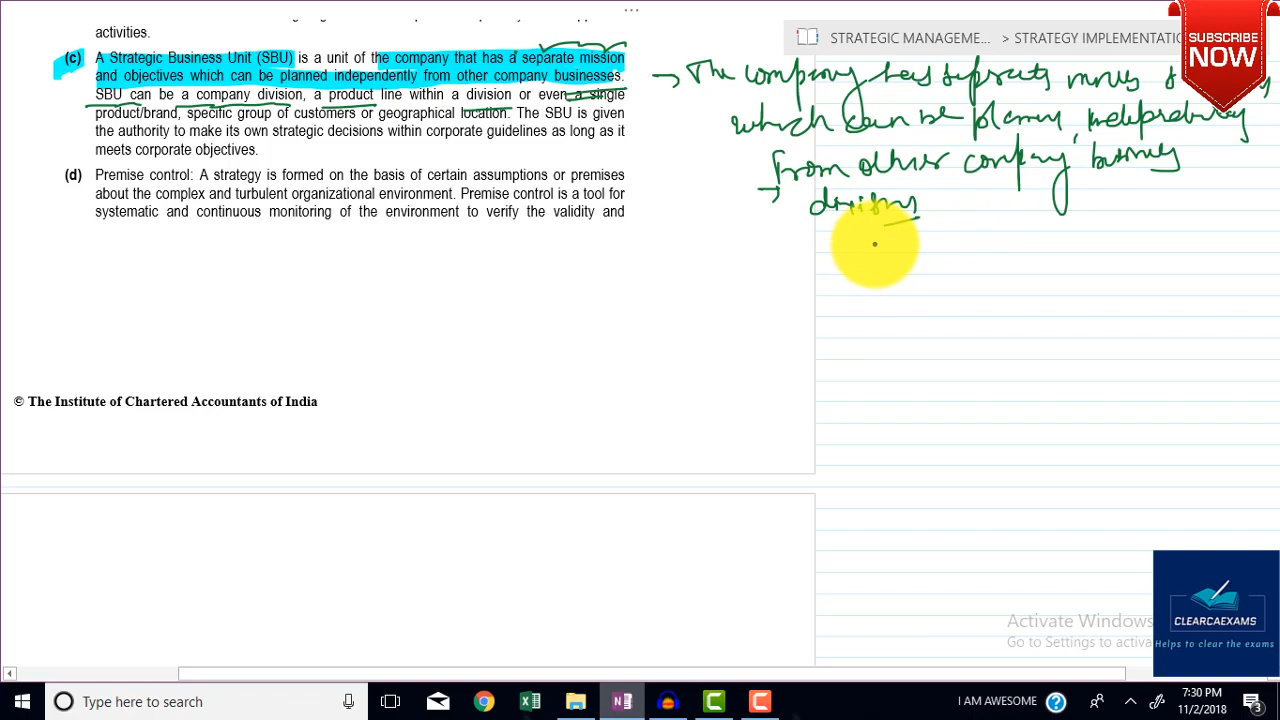 activities.
(c) A Strategic Business Unit (SBU) is a unit of the company that has a separate mission
and objectives which can be planned independently from other company businesses.
SBU can be a company division, a product line within a division or even a single
product/brand, specific group of customers or geographical location. The SBU is given
the authority to make its own strategic decisions within corporate guidelines as long as it
meets corporate objectives.
(d) Premise control: A strategy is formed on the basis of certain assumptions or premises
about the complex and turbulent organizational environment. Premise control is a tool for
systematic and continuous monitoring of the environment to verify the validity and
© The Institute of Chartered Accountants of India
STRATEGIC MANAGEME... > STRATEGY IMPLEMENTATIO
SUBSCRIBE
NOW
→ The company has separate
which can be
from other company business
→
CLEARCAEXAMS
Helps to clear the exams
Activate Windows
Go to Settings to activa
Type here to search
I AM AWESOME
7:30 PM
11/2/2018
3